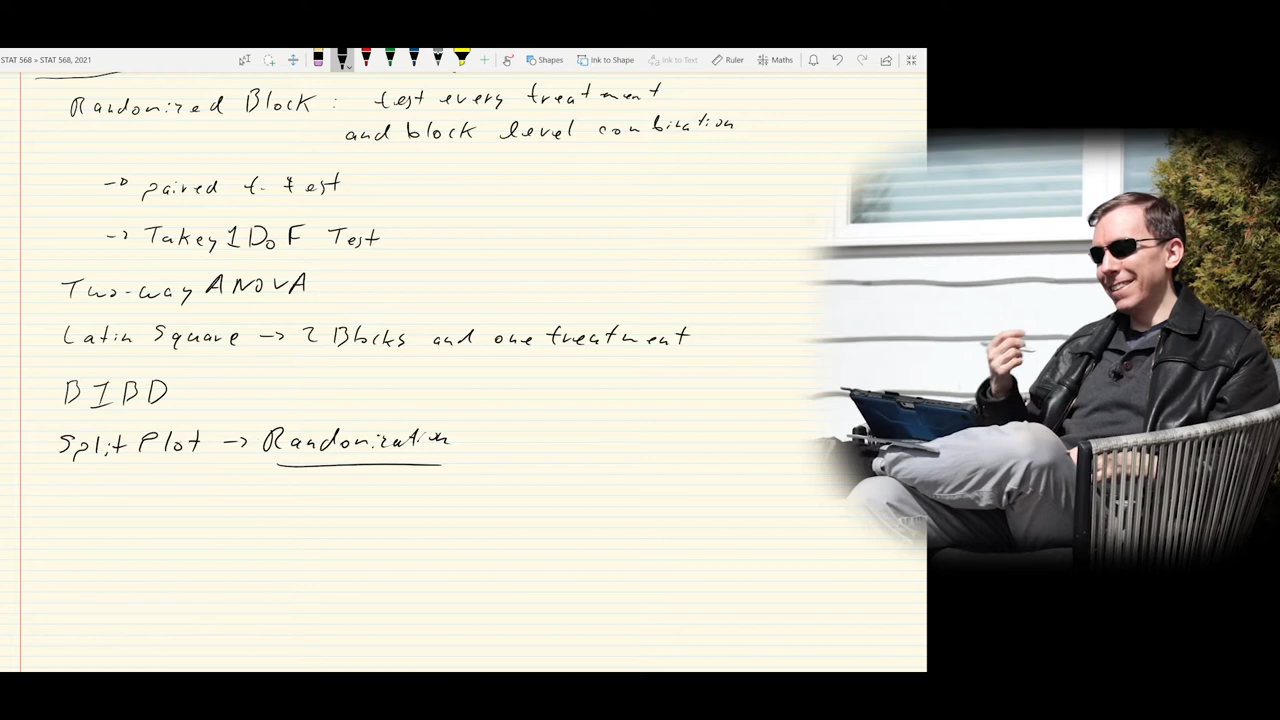 STAT 568 » STAT 568, 2021
Shapes
Ink to Shape
Ink to Text
Ruler
Maths
Randomized Block : test every treatment
and block level combination
→ paired t-test
→ Tukey 1 DoF Test
Two-way ANOVA
Latin Square → 2 Blocks and one treatment
BIBD
Split Plot → Randomization